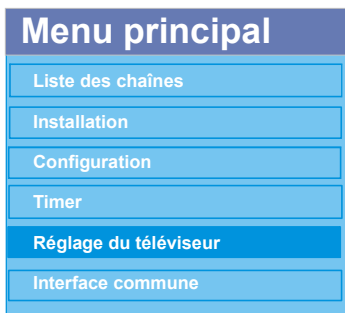 Menu principal
Liste des chaînes
Installation
Configuration
Timer
Réglage du téléviseur
Interface commune